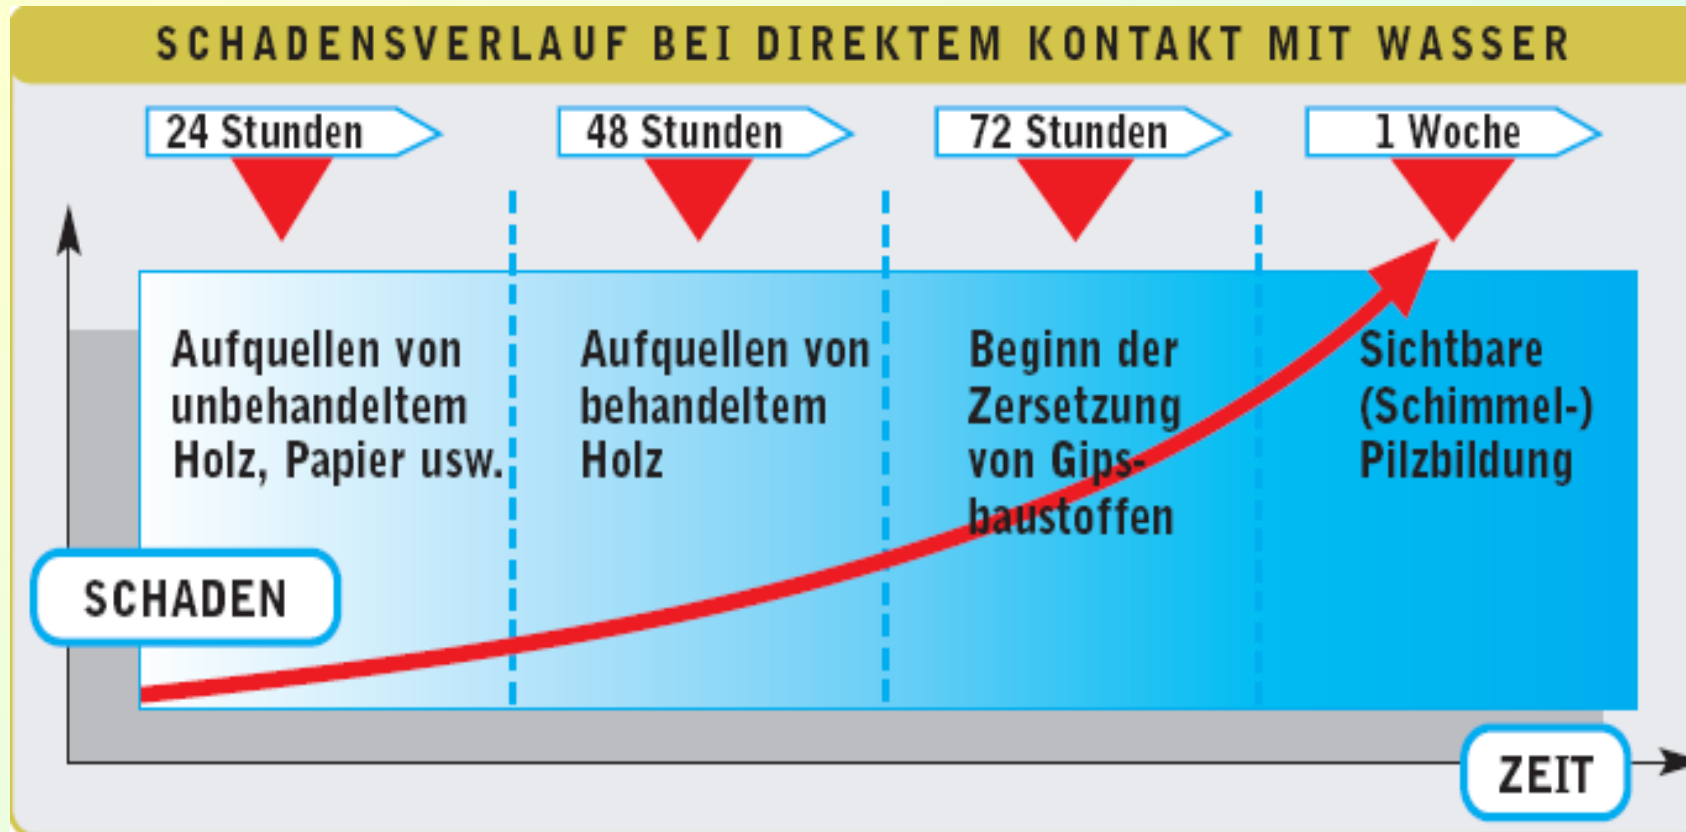 SCHADENSVERLAUF BEI DIREKTEM KONTAKT MIT WASSER
24 Stunden
48 Stunden
72 Stunden
1 Woche
Aufquellen von
unbehandeltem
Holz, Papier usw.
Aufquellen von
behandeltem
Holz
Beginn der
Zersetzung
von Gips-
baustoffen
Sichtbare
(Schimmel-)
Pilzbildung
SCHADEN
ZEIT